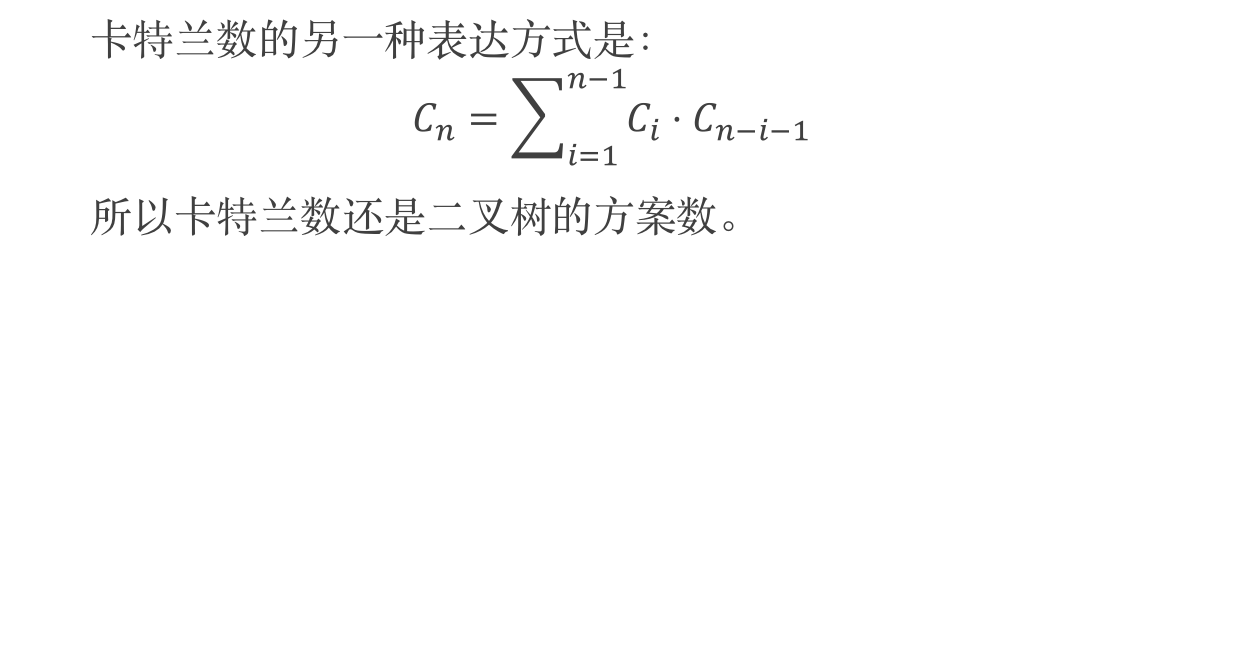 卡特兰数的另一种表达方式是：
$C_n = \sum_{i=1}^{n-1} C_i \cdot C_{n-i-1}$
所以卡特兰数还是二叉树的方案数。